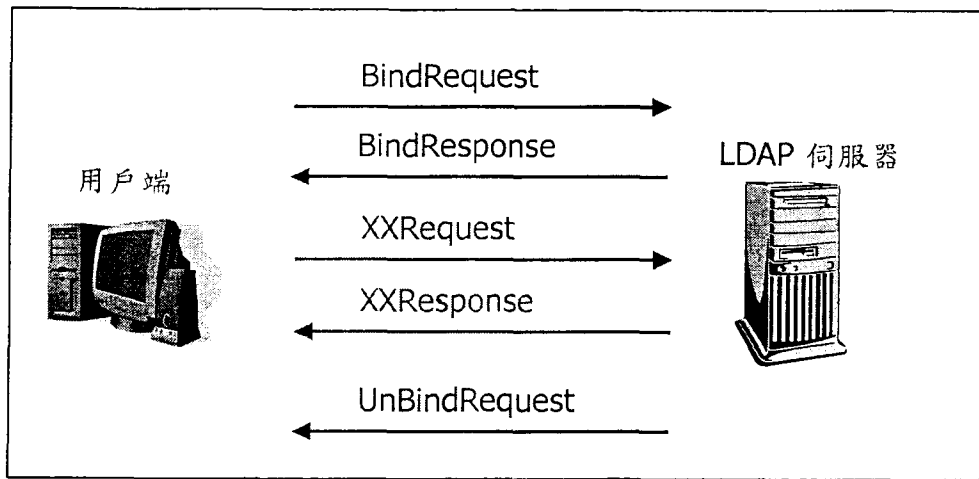 BindRequest
BindResponse
LDAP 伺服器
用戶端
XXRequest
XXResponse
UnBindRequest